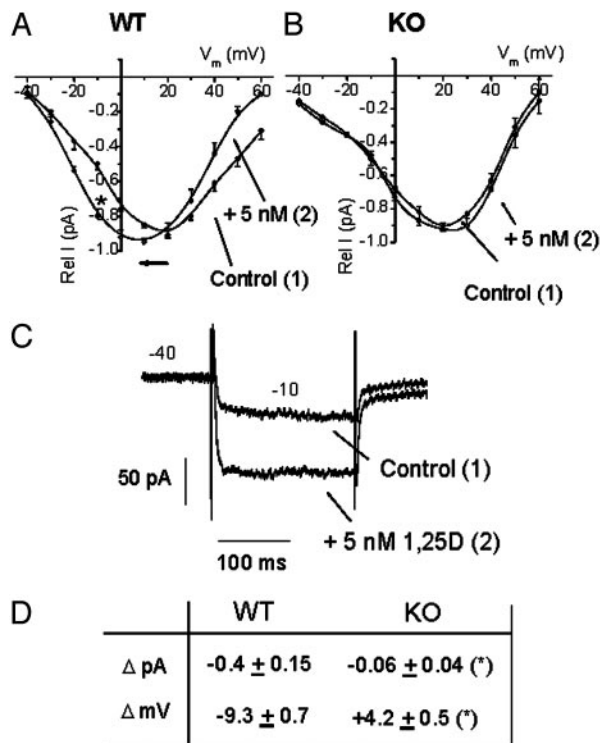 A WT
V_m (mV)
-40 -20 20 40 60
-0.2
-0.4
-0.6
-0.8
-1.0
*
Rel I (pA)
+ 5 nM (2)
Control (1)
B KO
V_m (mV)
-40 -20 20 40 60
-0.2
-0.4
-0.6
-0.8
-1.0
Rel I (pA)
+ 5 nM (2)
Control (1)
C
-40
-10
Control (1)
50 pA
+ 5 nM 1,25D (2)
100 ms
D
WT KO
Δ pA -0.4 ± 0.15 -0.06 ± 0.04 (*)
Δ mV -9.3 ± 0.7 +4.2 ± 0.5 (*)